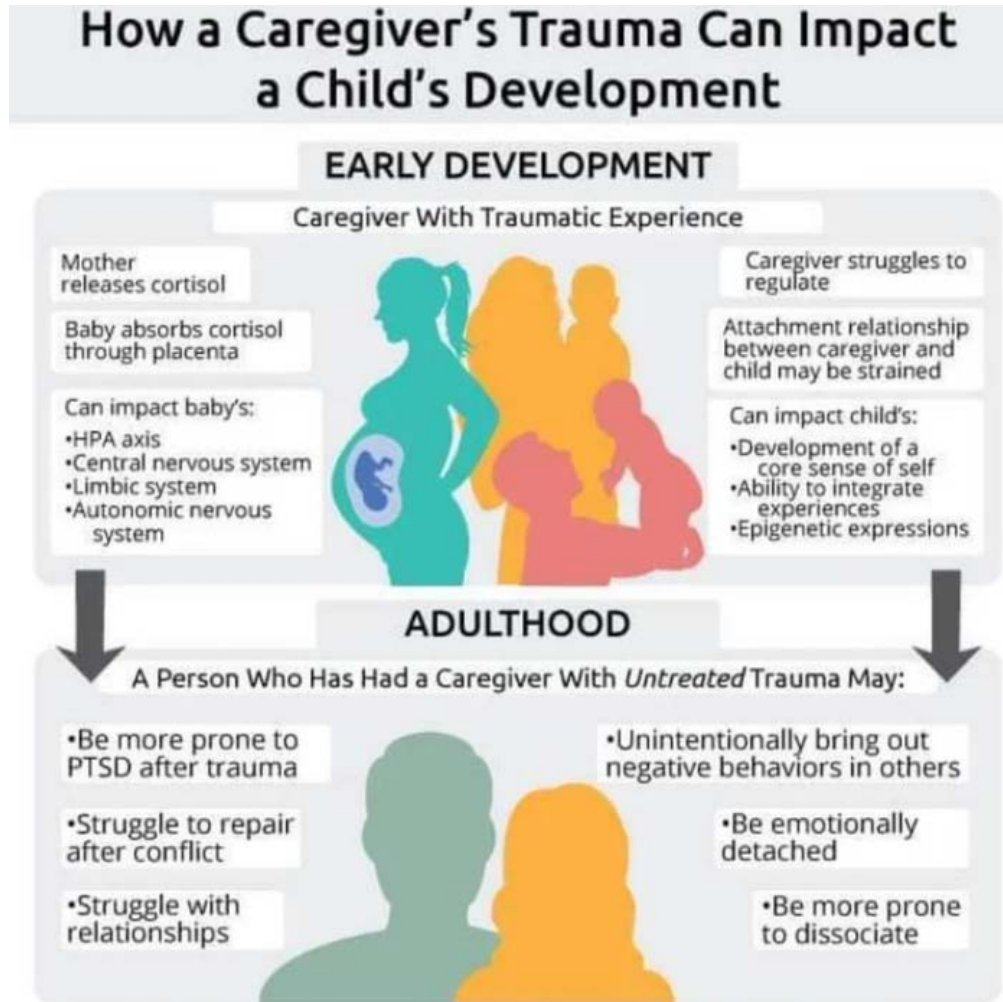 How a Caregiver's Trauma Can Impact
a Child's Development
EARLY DEVELOPMENT
Caregiver With Traumatic Experience
Mother
releases cortisol
Baby absorbs cortisol
through placenta
Can impact baby's:
•HPA axis
•Central nervous system
•Limbic system
•Autonomic nervous
system
Caregiver struggles to
regulate
Attachment relationship
between caregiver and
child may be strained
Can impact child's:
•Development of a
core sense of self
•Ability to integrate
experiences
•Epigenetic expressions
ADULTHOOD
A Person Who Has Had a Caregiver With Untreated Trauma May:
•Be more prone to
PTSD after trauma
•Struggle to repair
after conflict
•Struggle with
relationships
•Unintentionally bring out
negative behaviors in others
•Be emotionally
detached
•Be more prone
to dissociate